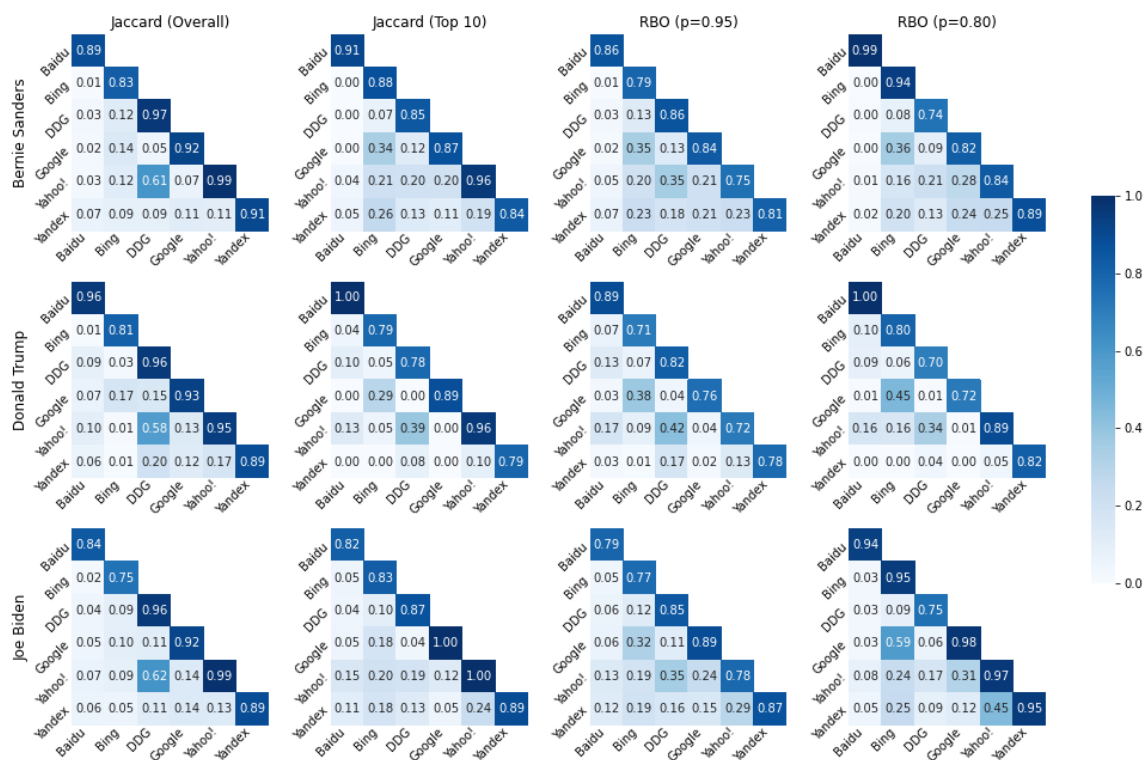 Jaccard (Overall) Jaccard (Top 10) RBO (p=0.95) RBO (p=0.80)
Bernie Sanders
Baidu 0.89 Baidu 0.91 Baidu 0.86 Baidu 0.99
Bing 0.01 0.83 Bing 0.00 0.88 Bing 0.01 0.79 Bing 0.00 0.94
DDG 0.03 0.12 0.97 DDG 0.00 0.07 0.85 DDG 0.03 0.13 0.86 DDG 0.00 0.08 0.74
Google 0.02 0.14 0.05 0.92 Google 0.00 0.34 0.12 0.87 Google 0.02 0.35 0.13 0.84 Google 0.00 0.36 0.09 0.82
Yahoo! 0.03 0.12 0.61 0.07 0.99 Yahoo! 0.04 0.21 0.20 0.20 0.96 Yahoo! 0.05 0.20 0.35 0.21 0.75 Yahoo! 0.01 0.16 0.21 0.28 0.84
Yandex 0.07 0.09 0.09 0.11 0.11 0.91 Yandex 0.05 0.26 0.13 0.11 0.19 0.84 Yandex 0.07 0.23 0.18 0.21 0.23 0.81 Yandex 0.02 0.20 0.13 0.24 0.25 0.89
Baidu Bing DDG Google Yahoo! Yandex Baidu Bing DDG Google Yahoo! Yandex Baidu Bing DDG Google Yahoo! Yandex Baidu Bing DDG Google Yahoo! Yandex
Donald Trump
Baidu 0.96 Baidu 1.00 Baidu 0.89 Baidu 1.00
Bing 0.01 0.81 Bing 0.04 0.79 Bing 0.07 0.71 Bing 0.10 0.80
DDG 0.09 0.03 0.96 DDG 0.10 0.05 0.78 DDG 0.13 0.07 0.82 DDG 0.09 0.06 0.70
Google 0.07 0.17 0.15 0.93 Google 0.00 0.29 0.00 0.89 Google 0.03 0.38 0.04 0.76 Google 0.01 0.45 0.01 0.72
Yahoo! 0.10 0.01 0.58 0.13 0.95 Yahoo! 0.13 0.05 0.39 0.00 0.96 Yahoo! 0.17 0.09 0.42 0.04 0.72 Yahoo! 0.16 0.16 0.34 0.01 0.89
Yandex 0.06 0.01 0.20 0.12 0.17 0.89 Yandex 0.00 0.00 0.08 0.00 0.10 0.79 Yandex 0.03 0.01 0.17 0.02 0.13 0.78 Yandex 0.00 0.00 0.04 0.00 0.05 0.82
Baidu Bing DDG Google Yahoo! Yandex Baidu Bing DDG Google Yahoo! Yandex Baidu Bing DDG Google Yahoo! Yandex Baidu Bing DDG Google Yahoo! Yandex
Joe Biden
Baidu 0.84 Baidu 0.82 Baidu 0.79 Baidu 0.94
Bing 0.02 0.75 Bing 0.05 0.83 Bing 0.05 0.77 Bing 0.03 0.95
DDG 0.04 0.09 0.96 DDG 0.04 0.10 0.87 DDG 0.06 0.12 0.85 DDG 0.03 0.09 0.75
Google 0.05 0.10 0.11 0.92 Google 0.05 0.18 0.04 1.00 Google 0.06 0.32 0.11 0.89 Google 0.03 0.59 0.06 0.98
Yahoo! 0.07 0.09 0.62 0.14 0.99 Yahoo! 0.15 0.20 0.19 0.12 1.00 Yahoo! 0.13 0.19 0.35 0.24 0.78 Yahoo! 0.08 0.24 0.17 0.31 0.97
Yandex 0.06 0.05 0.11 0.14 0.13 0.89 Yandex 0.11 0.18 0.13 0.05 0.24 0.89 Yandex 0.12 0.19 0.16 0.15 0.29 0.87 Yandex 0.05 0.25 0.09 0.12 0.45 0.95
Baidu Bing DDG Google Yahoo! Yandex Baidu Bing DDG Google Yahoo! Yandex Baidu Bing DDG Google Yahoo! Yandex Baidu Bing DDG Google Yahoo! Yandex
1.0
0.8
0.6
0.4
0.2
0.0